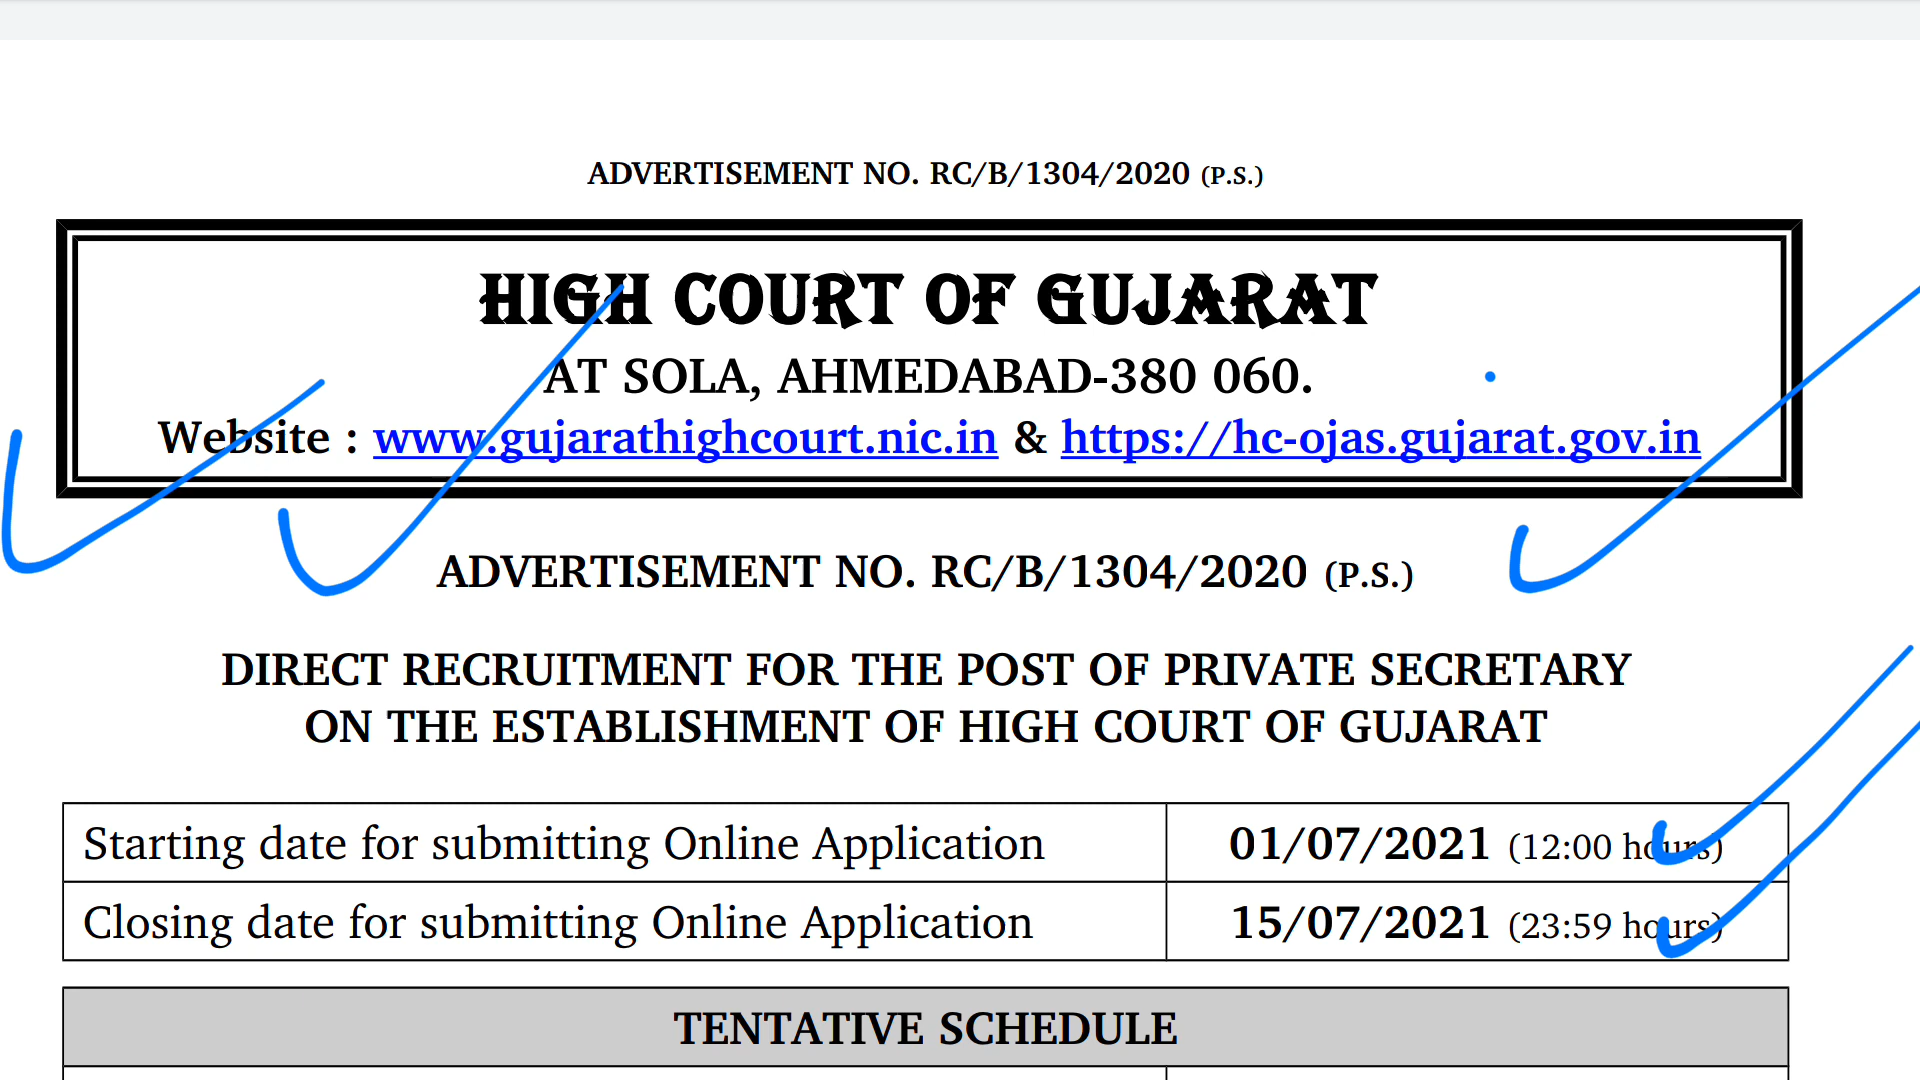 ADVERTISEMENT NO. RC/B/1304/2020 (P.S.)
HIGH COURT OF GUJARAT
AT SOLA, AHMEDABAD-380 060.
Website : www.gujarathighcourt.nic.in & https://hc-ojas.gujarat.gov.in
ADVERTISEMENT NO. RC/B/1304/2020 (P.S.)
DIRECT RECRUITMENT FOR THE POST OF PRIVATE SECRETARY
ON THE ESTABLISHMENT OF HIGH COURT OF GUJARAT
Starting date for submitting Online Application 01/07/2021 (12:00 hours)
Closing date for submitting Online Application 15/07/2021 (23:59 hours)
TENTATIVE SCHEDULE